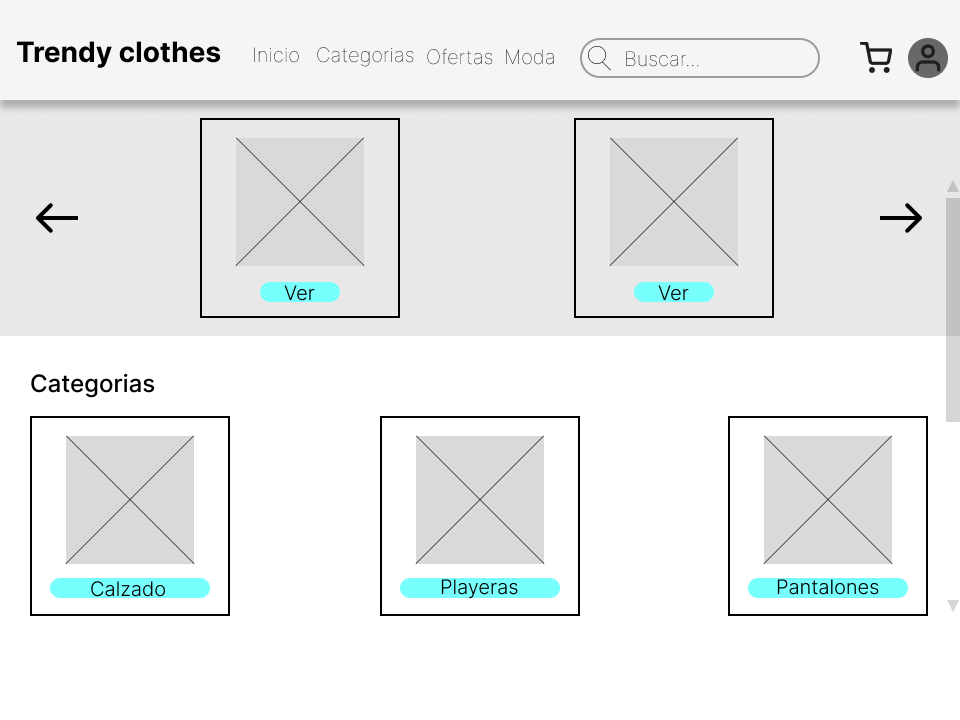 Trendy clothes Inicio Categorias Ofertas Moda Buscar...
Ver Ver
Categorias
Calzado Playeras Pantalones